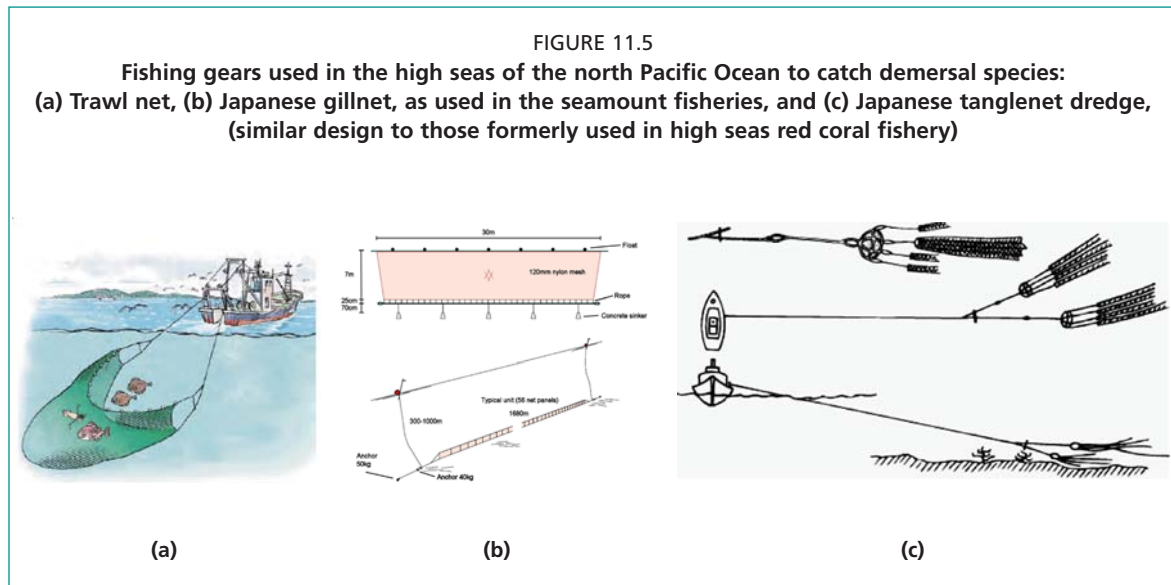 FIGURE 11.5
Fishing gears used in the high seas of the north Pacific Ocean to catch demersal species:
(a) Trawl net, (b) Japanese gillnet, as used in the seamount fisheries, and (c) Japanese tanglenet dredge,
(similar design to those formerly used in high seas red coral fishery)
30m
Float
7m
120mm nylon mesh
25cm
Rope
70cm
Concrete sinker
Typical unit (56 net panels)
1680m
300-1000m
Anchor
50kg
Anchor 40kg
(a)
(b)
(c)